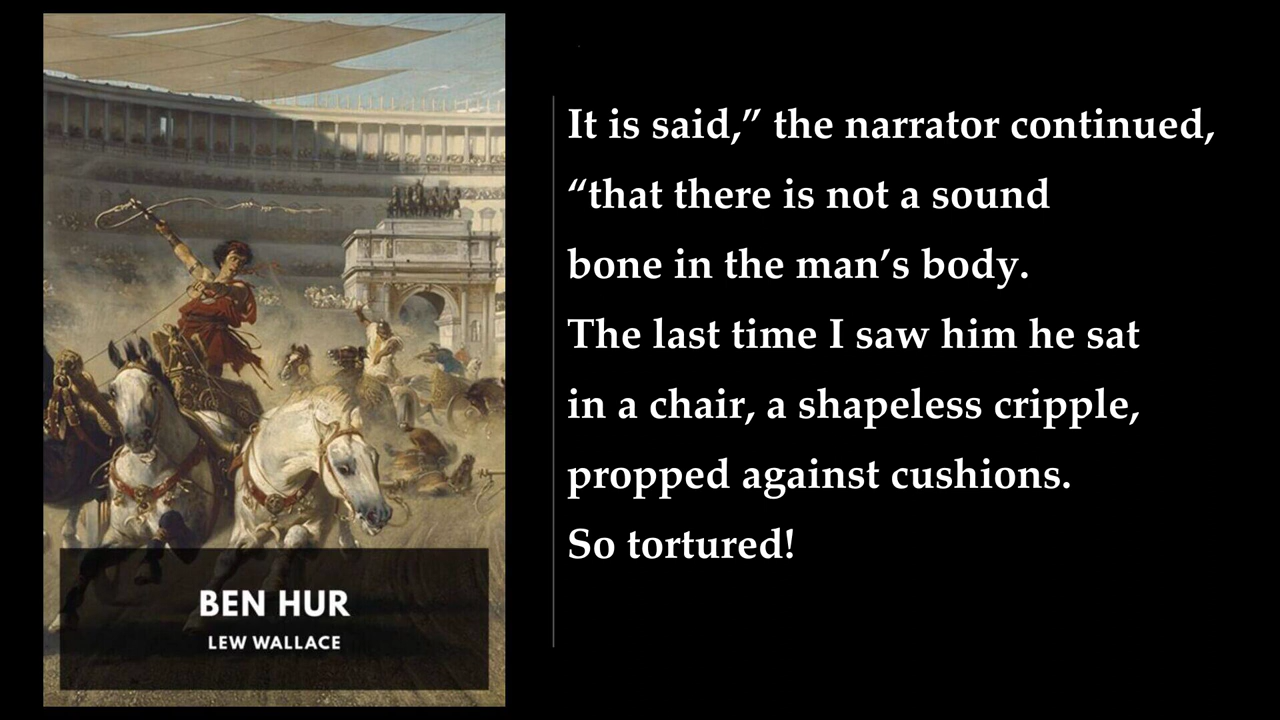 BEN HUR
LEW WALLACE
It is said,” the narrator continued,
“that there is not a sound
bone in the man’s body.
The last time I saw him he sat
in a chair, a shapeless cripple,
propped against cushions.
So tortured!